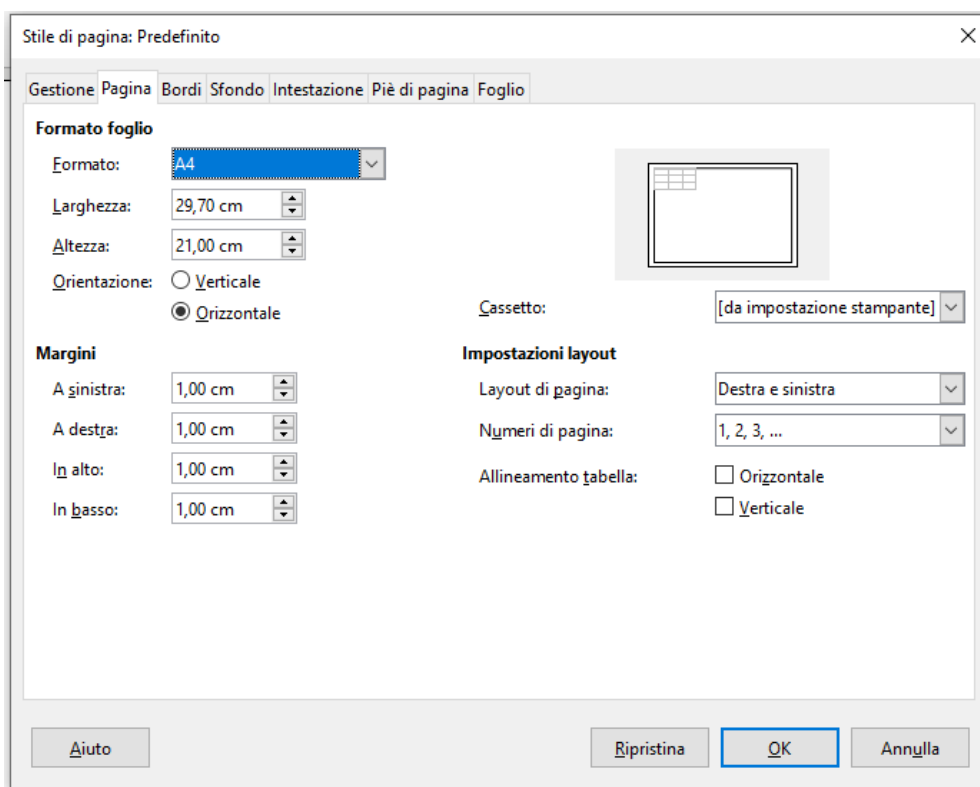 Stile di pagina: Predefinito
Gestione Pagina Bordi Sfondo Intestazione Piè di pagina Foglio
Formato foglio
Formato: A4
Larghezza: 29,70 cm
Altezza: 21,00 cm
Orientazione: Verticale
Orizzontale
Cassetto: [da impostazione stampante]
Margini
A sinistra: 1,00 cm
A destra: 1,00 cm
In alto: 1,00 cm
In basso: 1,00 cm
Impostazioni layout
Layout di pagina: Destra e sinistra
Numeri di pagina: 1, 2, 3, ...
Allineamento tabella: Orizzontale
Verticale
Aiuto Ripristina OK Annulla